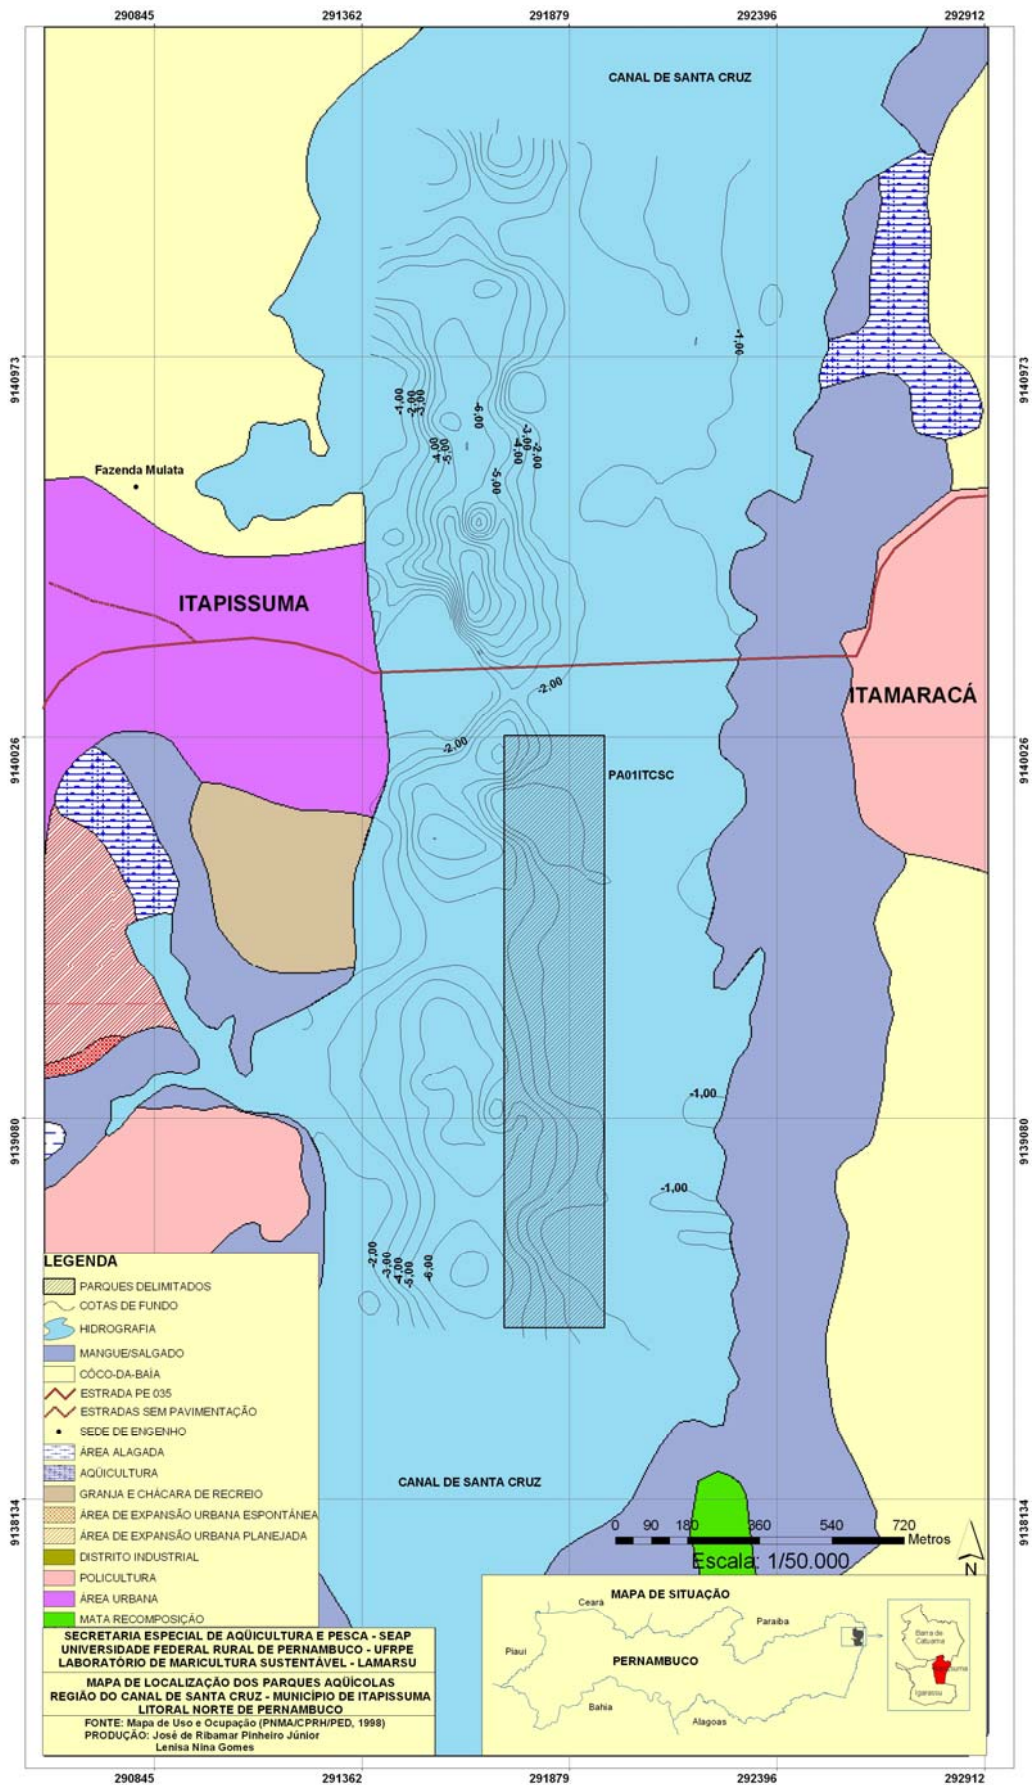 290845 291362 291879 292396 292912
CANAL DE SANTA CRUZ
-1,00
9140973
9140973
-1,00
-2,00
-3,00
-6,00
-4,00
-5,00
-3,00
-4,00
-2,00
-5,00
Fazenda Mulata
ITAPISSUMA
-2,00
ITAMARACÁ
-2,00
9140026
9140026
PA01ITCSC
-1,00
9139080
9139080
-1,00
-2,00
-3,00
-4,00
-5,00
-6,00
LEGENDA
PARQUES DELIMITADOS
COTAS DE FUNDO
HIDROGRAFIA
MANGUE/SALGADO
CÔCO-DA-BAÍA
ESTRADA PE 035
ESTRADAS SEM PAVIMENTAÇÃO
SEDE DE ENGENHO
ÁREA ALAGADA
AQÜICULTURA
GRANJA E CHÁCARA DE RECREIO
ÁREA DE EXPANSÃO URBANA ESPONTÂNEA
ÁREA DE EXPANSÃO URBANA PLANEJADA
DISTRITO INDUSTRIAL
POLICULTURA
ÁREA URBANA
MATA RECOMPOSIÇÃO
CANAL DE SANTA CRUZ
9138134
9138134
0 90 180 360 540 720
Metros
Escala: 1/50.000
N
SECRETARIA ESPECIAL DE AQÜICULTURA E PESCA - SEAP
UNIVERSIDADE FEDERAL RURAL DE PERNAMBUCO - UFRPE
LABORATÓRIO DE MARICULTURA SUSTENTÁVEL - LAMARSU
MAPA DE LOCALIZAÇÃO DOS PARQUES AQÜÍCOLAS
REGIÃO DO CANAL DE SANTA CRUZ - MUNICÍPIO DE ITAPISSUMA
LITORAL NORTE DE PERNAMBUCO
FONTE: Mapa de Uso e Ocupação (PNMA/CPRH/PED, 1998)
PRODUÇÃO: José de Ribamar Pinheiro Júnior
Lenisa Nina Gomes
MAPA DE SITUAÇÃO
Ceará
Paraíba
Piauí
PERNAMBUCO
Bahia
Alagoas
Barra de
Catuama
Igarassu
290845 291362 291879 292396 292912